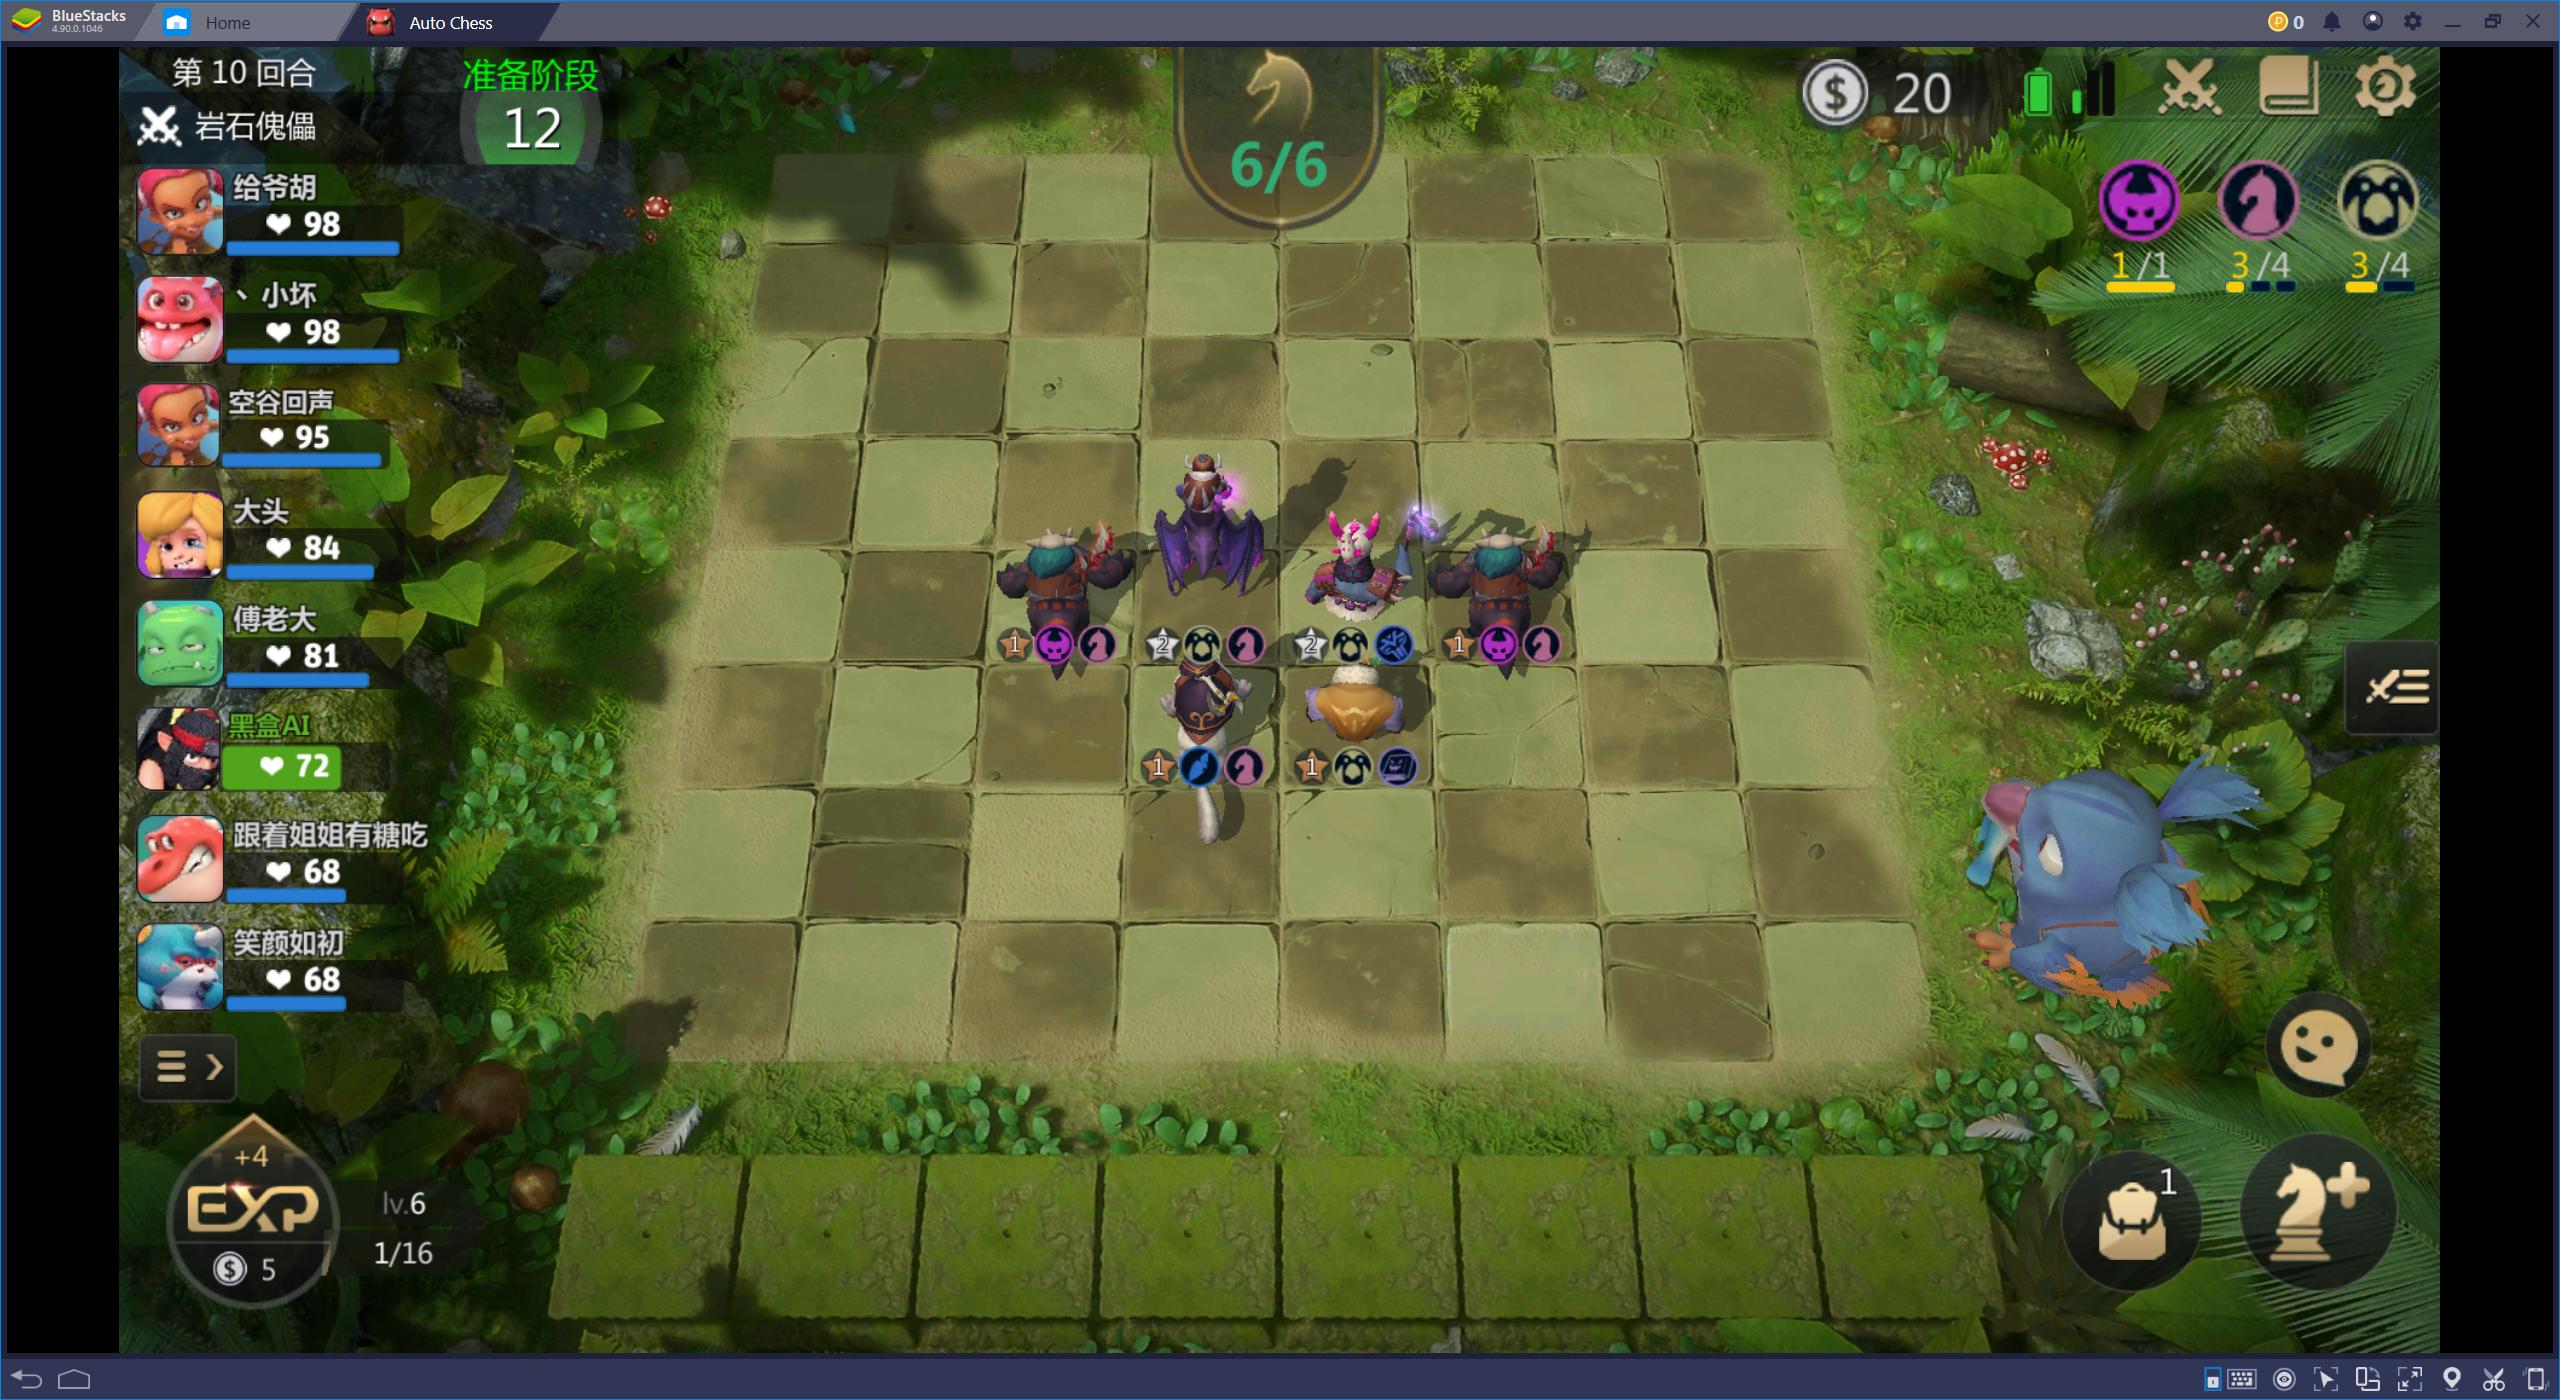 BlueStacks
4.90.0.1046
Home
Auto Chess
0
第 10 回合
准备阶段
岩石傀儡
12
6/6
20
给爷胡
98
丶小坏
98
空谷回声
95
大头
84
傅老大
81
黑盒AI
72
跟着姐姐有糖吃
68
笑颜如初
68
1/1
3/4
3/4
1
2
2
1
1
1
+4
EXP
5
lv.6
1/16
1